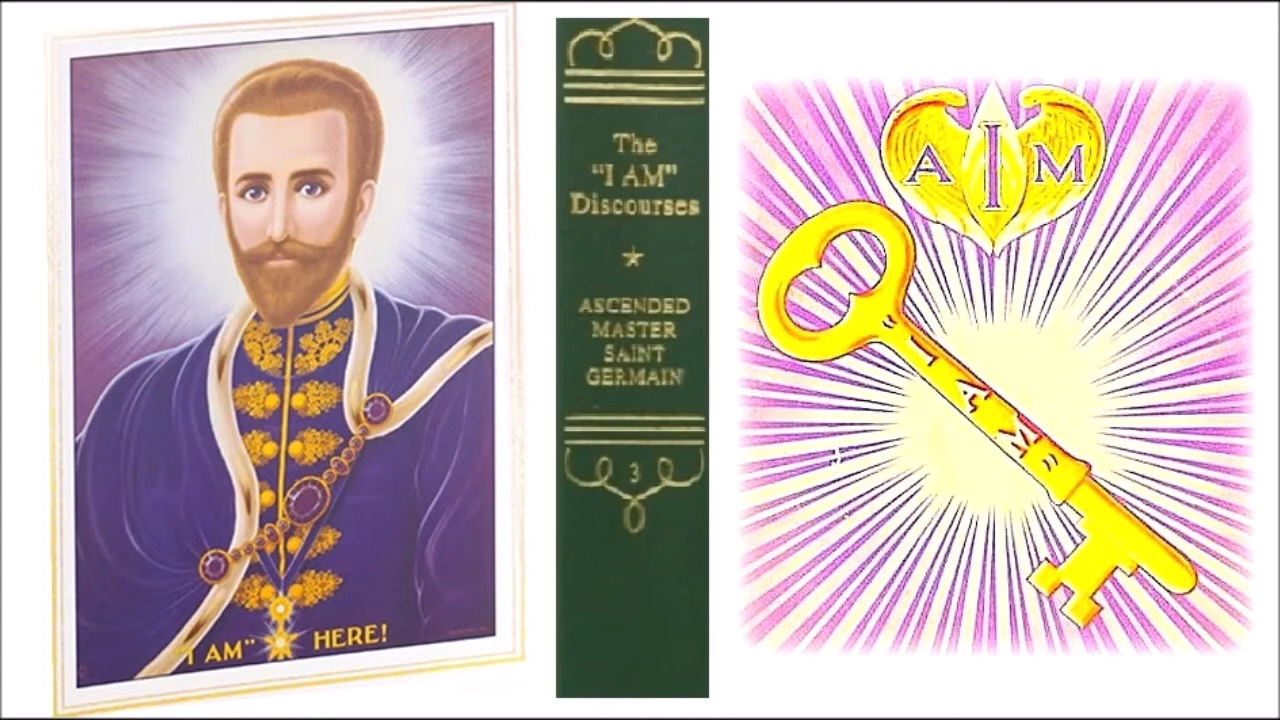 "I AM" HERE!
The
"I AM"
Discourses
ASCENDED
MASTER
SAINT
GERMAIN
3
A I M
"I AM"